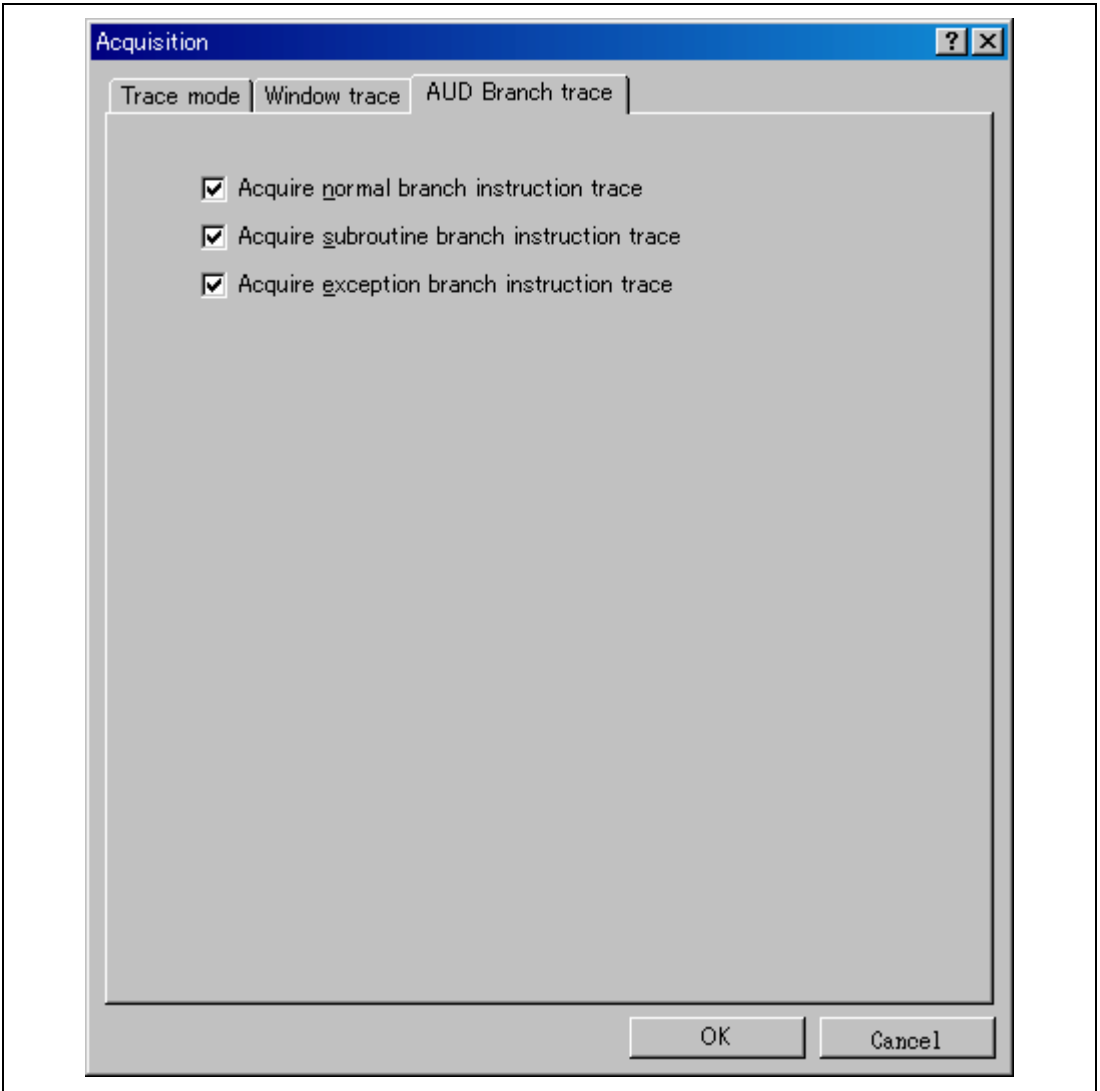 Acquisition
Trace mode Window trace AUD Branch trace
Acquire normal branch instruction trace
Acquire subroutine branch instruction trace
Acquire exception branch instruction trace
OK Cancel